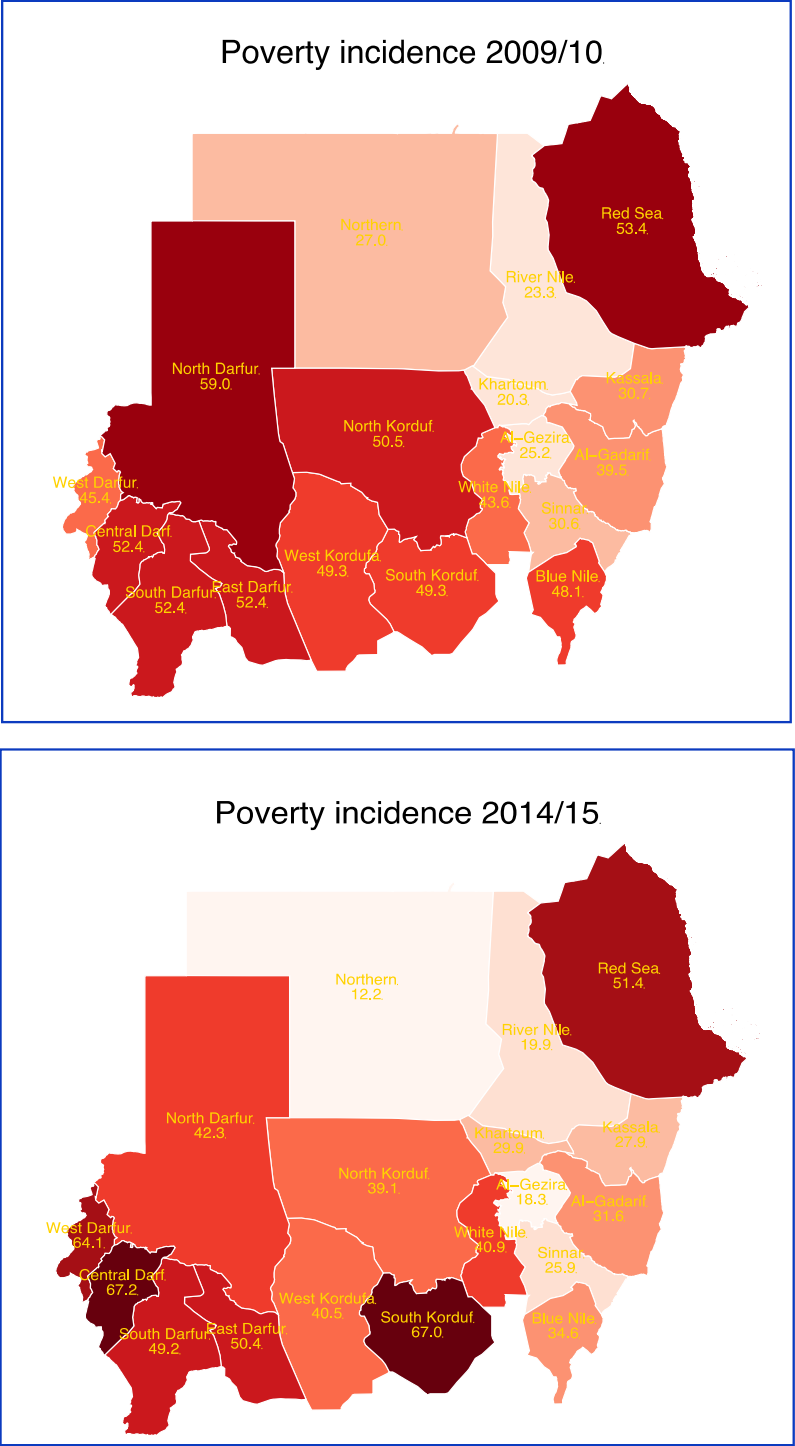 Poverty incidence 2009/10.
Northern.
27.0.
Red Sea.
53.4.
River Nile.
23.3.
North Darfur.
59.0.
Khartoum.
20.3.
Kassala.
30.7.
North Korduf.
50.5.
Al-Gezira.
25.2.
Al-Gadarif.
39.5.
West Darfur.
45.4.
White Nile.
43.6.
Sinnar.
30.6.
Central Darf.
52.4.
West Kordufa.
49.3.
South Korduf.
49.3.
Blue Nile.
48.1.
South Darfur.
52.4.
East Darfur.
52.4.
Poverty incidence 2014/15.
Northern.
12.2.
Red Sea.
51.4.
River Nile.
19.9.
North Darfur.
42.3.
Khartoum.
29.9.
Kassala.
27.9.
North Korduf.
39.1.
Al-Gezira.
18.3.
Al-Gadarif.
31.6.
West Darfur.
64.1.
White Nile.
40.9.
Sinnar.
25.9.
Central Darf.
67.2.
West Kordufa.
40.5.
South Korduf.
67.0.
Blue Nile.
34.6.
South Darfur.
49.2.
East Darfur.
50.4.